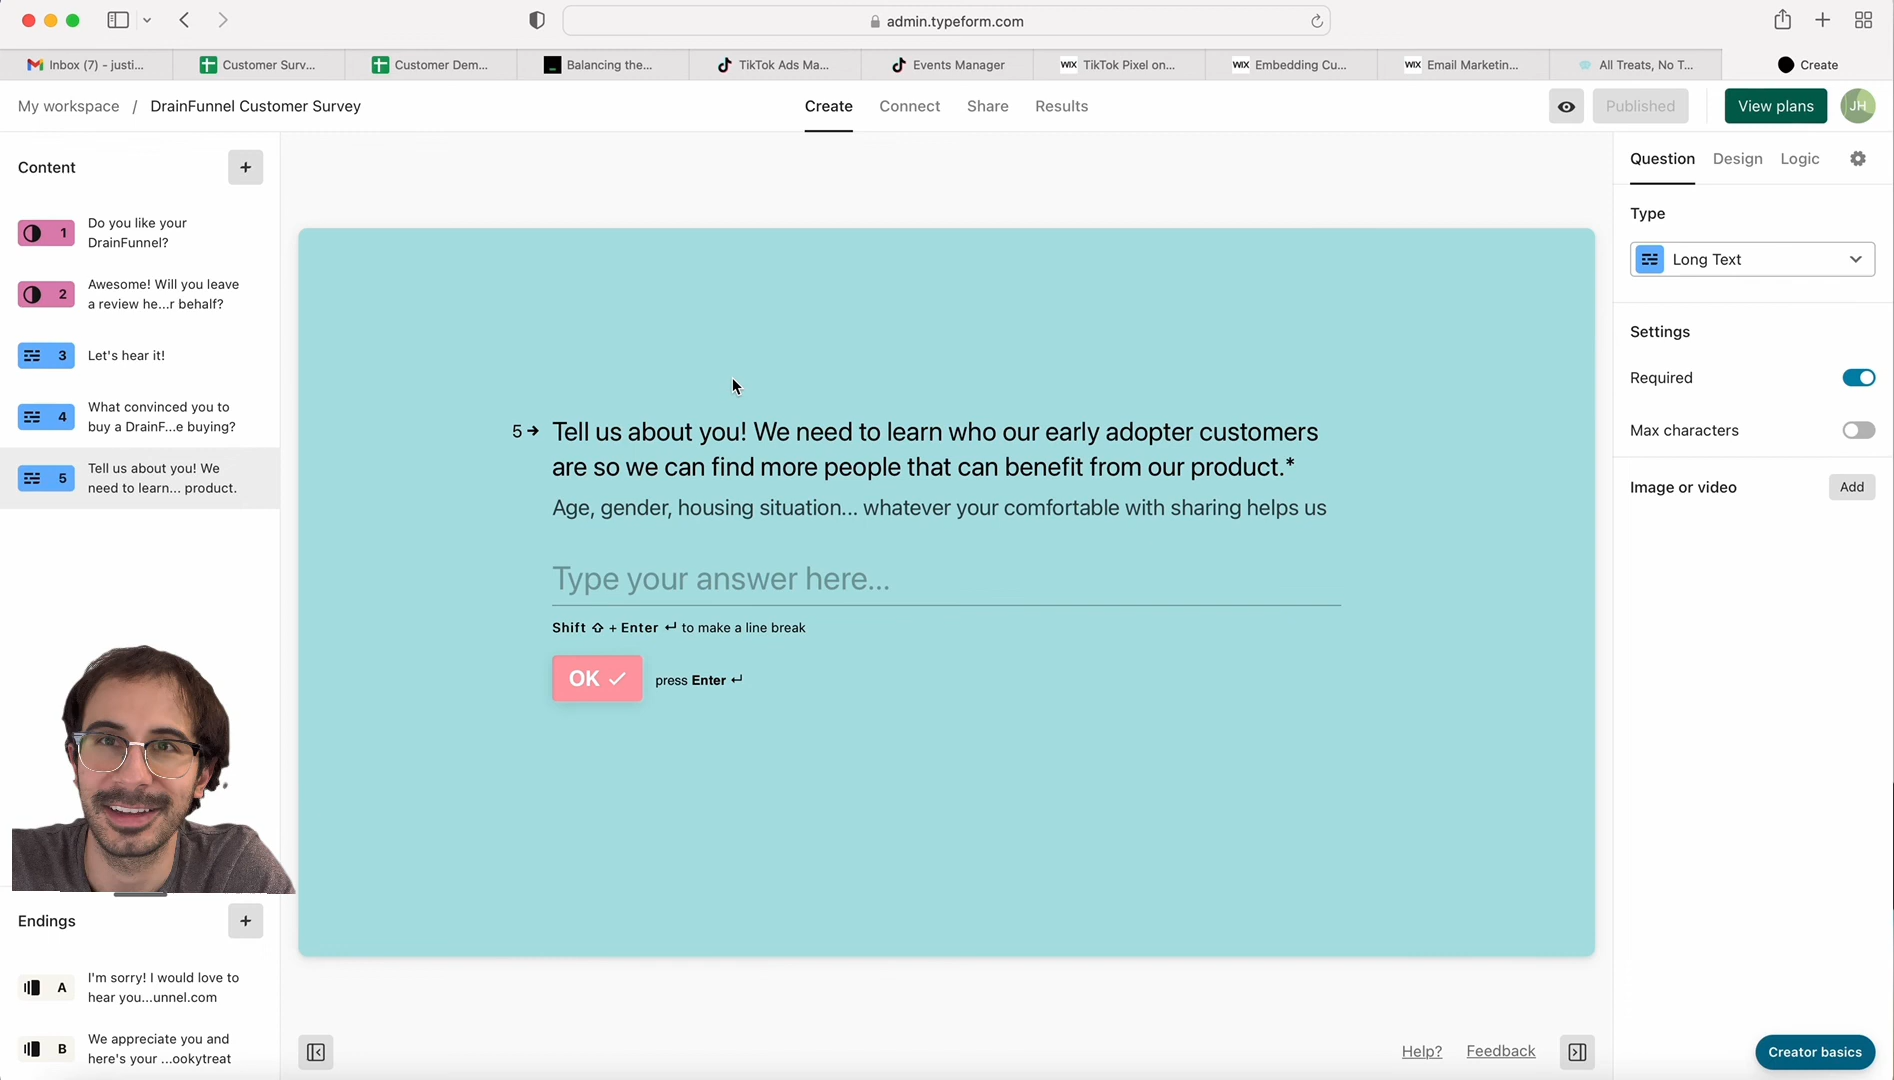 admin.typeform.com
Inbox (7) - justi...
Customer Surv...
Customer Dem...
Balancing the...
TikTok Ads Ma...
Events Manager
WIX TikTok Pixel on...
WIX Embedding Cu...
WIX Email Marketin...
All Treats, No T...
Create
My workspace / DrainFunnel Customer Survey
Create
Connect
Share
Results
Published
View plans
JH
Content
+
1
Do you like your
DrainFunnel?
2
Awesome! Will you leave
a review he...r behalf?
3
Let's hear it!
4
What convinced you to
buy a DrainF...e buying?
5
Tell us about you! We
need to learn... product.
Endings
+
A
I'm sorry! I would love to
hear you...unnel.com
B
We appreciate you and
here's your ...ookytreat
5→ Tell us about you! We need to learn who our early adopter customers
are so we can find more people that can benefit from our product.*
Age, gender, housing situation... whatever your comfortable with sharing helps us
Type your answer here...
Shift ⇧ + Enter ↵ to make a line break
OK ✓
press Enter ↵
Help?
Feedback
Question
Design
Logic
Type
Long Text
Settings
Required
Max characters
Image or video
Add
Creator basics